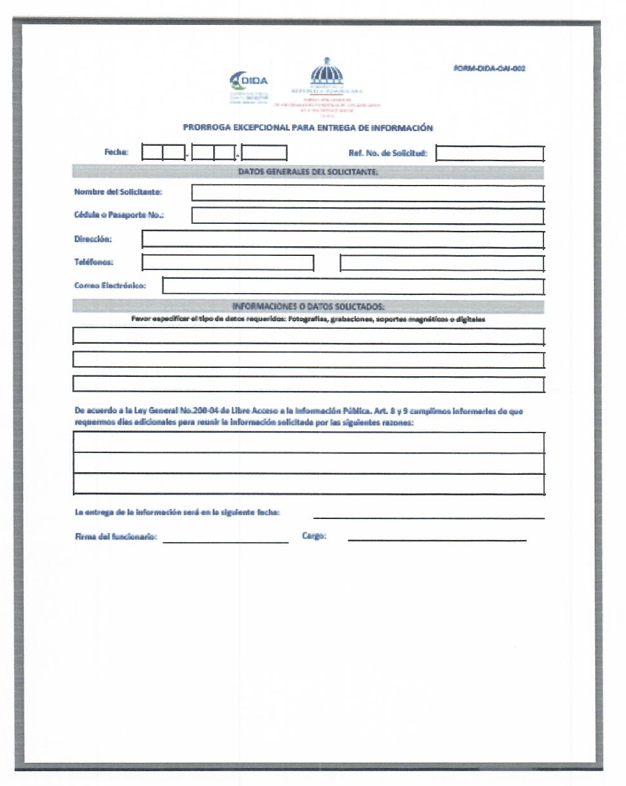 FORM-DIDA-OAI-002
DIDA
REPÚBLICA DOMINICANA
PRORROGA EXCEPCIONAL PARA ENTREGA DE INFORMACIÓN
Fecha: - - Ref. No. de Solicitud:
DATOS GENERALES DEL SOLICITANTE:
Nombre del Solicitante:
Cédula o Pasaporte No.:
Dirección:
Teléfonos:
Correo Electrónico:
INFORMACIONES O DATOS SOLICTADOS:
Favor especificar el tipo de datos requeridos: Fotografías, grabaciones, soportes magnéticos o digitales
De acuerdo a la Ley General No.200-04 de Libre Acceso a la Información Pública. Art. 8 y 9 cumplimos informarles de que
requermos días adicionales para reunir la información solicitada por las siguientes razones:
La entrega de la información será en la siguiente fecha:
Firma del funcionario: Cargo: